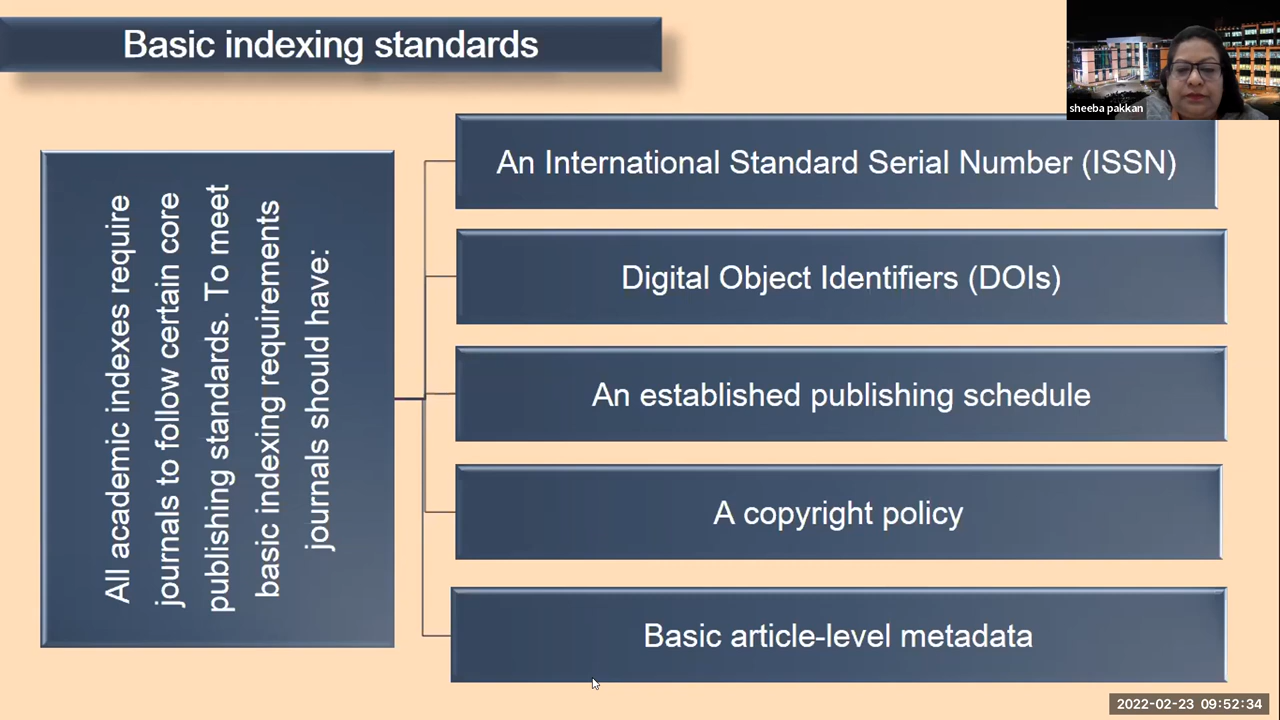 Basic indexing standards
sheeba pakkan
All academic indexes require
journals to follow certain core
publishing standards. To meet
basic indexing requirements
journals should have:
An International Standard Serial Number (ISSN)
Digital Object Identifiers (DOIs)
An established publishing schedule
A copyright policy
Basic article-level metadata
2022-02-23 09:52:34